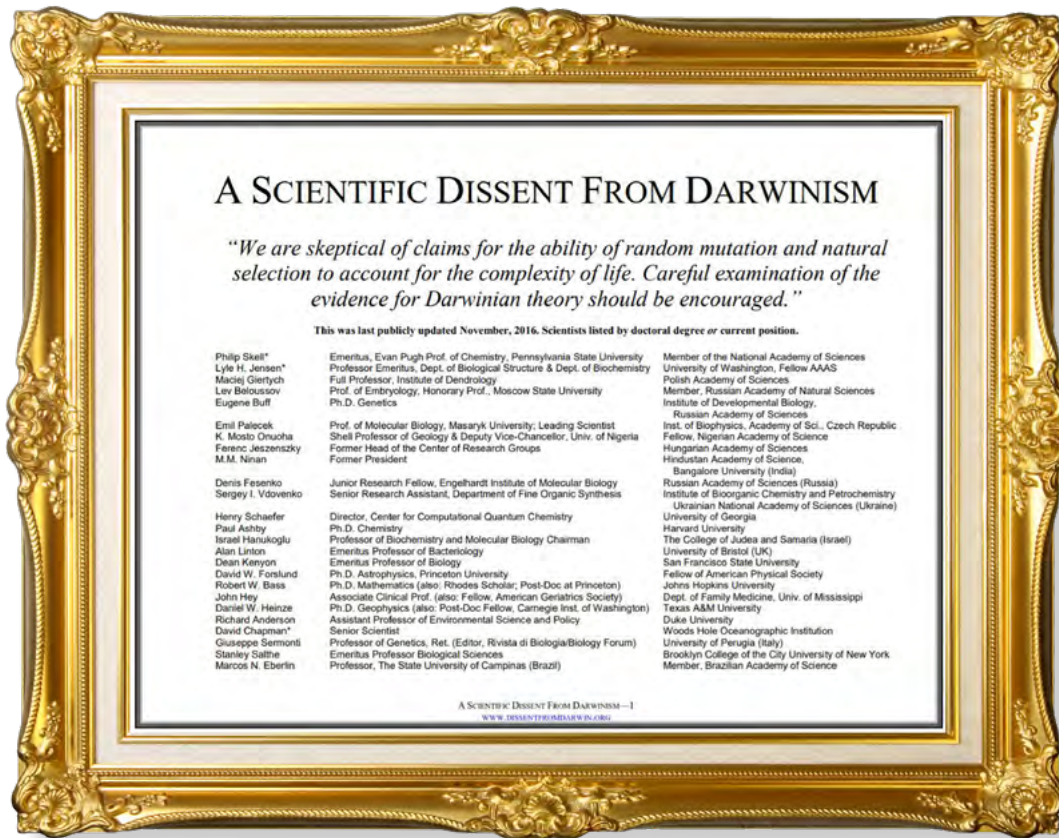 A SCIENTIFIC DISSENT FROM DARWINISM
“We are skeptical of claims for the ability of random mutation and natural
selection to account for the complexity of life. Careful examination of the
evidence for Darwinian theory should be encouraged.”
This was last publicly updated November, 2016. Scientists listed by doctoral degree or current position.
Philip Skell* Emeritus, Evan Pugh Prof. of Chemistry, Pennsylvania State University Member of the National Academy of Sciences
Lyle H. Jensen* Professor Emeritus, Dept. of Biological Structure & Dept. of Biochemistry University of Washington, Fellow AAAS
Maciej Giertych Full Professor, Institute of Dendrology Polish Academy of Sciences
Lev Beloussov Prof. of Embryology, Honorary Prof., Moscow State University Member, Russian Academy of Natural Sciences
Eugene Buff Ph.D. Genetics Institute of Developmental Biology,
Russian Academy of Sciences
Emil Palecek Prof. of Molecular Biology, Masaryk University; Leading Scientist Inst. of Biophysics, Academy of Sci., Czech Republic
K. Mosto Onuoha Shell Professor of Geology & Deputy Vice-Chancellor, Univ. of Nigeria Fellow, Nigerian Academy of Science
Ferenc Jeszenszky Former Head of the Center of Research Groups Hungarian Academy of Sciences
M.M. Ninan Former President Hindustan Academy of Science,
Bangalore University (India)
Denis Fesenko Junior Research Fellow, Engelhardt Institute of Molecular Biology Russian Academy of Sciences (Russia)
Sergey I. Vdovenko Senior Research Assistant, Department of Fine Organic Synthesis Institute of Bioorganic Chemistry and Petrochemistry
Ukrainian National Academy of Sciences (Ukraine)
Henry Schaefer Director, Center for Computational Quantum Chemistry University of Georgia
Paul Ashby Ph.D. Chemistry Harvard University
Israel Hanukoglu Professor of Biochemistry and Molecular Biology Chairman The College of Judea and Samaria (Israel)
Alan Linton Emeritus Professor of Bacteriology University of Bristol (UK)
Dean Kenyon Emeritus Professor of Biology San Francisco State University
David W. Forslund Ph.D. Astrophysics, Princeton University Fellow of American Physical Society
Robert W. Bass Ph.D. Mathematics (also: Rhodes Scholar; Post-Doc at Princeton) Johns Hopkins University
John Hey Associate Clinical Prof. (also: Fellow, American Geriatrics Society) Dept. of Family Medicine, Univ. of Mississippi
Daniel W. Heinze Ph.D. Geophysics (also: Post-Doc Fellow, Carnegie Inst. of Washington) Texas A&M University
Richard Anderson Assistant Professor of Environmental Science and Policy Duke University
David Chapman* Senior Scientist Woods Hole Oceanographic Institution
Giuseppe Sermonti Professor of Genetics, Ret. (Editor, Rivista di Biologia/Biology Forum) University of Perugia (Italy)
Stanley Salthe Emeritus Professor Biological Sciences Brooklyn College of the City University of New York
Marcos N. Eberlin Professor, The State University of Campinas (Brazil) Member, Brazilian Academy of Science
A SCIENTIFIC DISSENT FROM DARWINISM—1
WWW.DISSENTFROMDARWIN.ORG